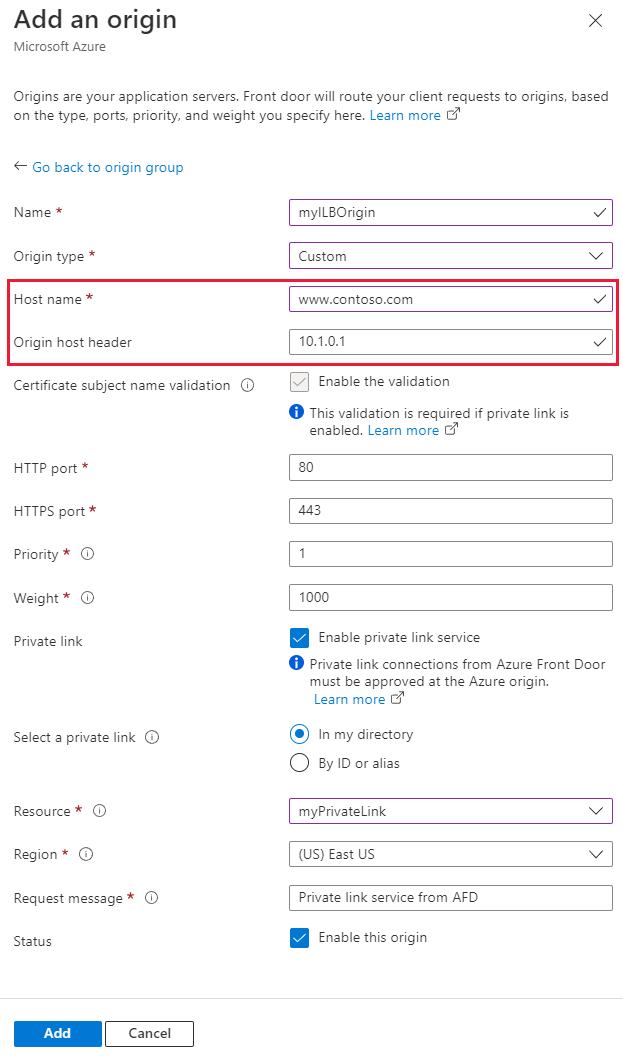 Add an origin
Microsoft Azure
Origins are your application servers. Front door will route your client requests to origins, based
on the type, ports, priority, and weight you specify here. Learn more
Go back to origin group
Name *
myILBOrigin
Origin type *
Custom
Host name *
www.contoso.com
Origin host header
10.1.0.1
Certificate subject name validation
Enable the validation
This validation is required if private link is
enabled. Learn more
HTTP port *
80
HTTPS port *
443
Priority *
1
Weight *
1000
Private link
Enable private link service
Private link connections from Azure Front Door
must be approved at the Azure origin.
Learn more
Select a private link
In my directory
By ID or alias
Resource *
myPrivateLink
Region *
(US) East US
Request message *
Private link service from AFD
Status
Enable this origin
Add
Cancel